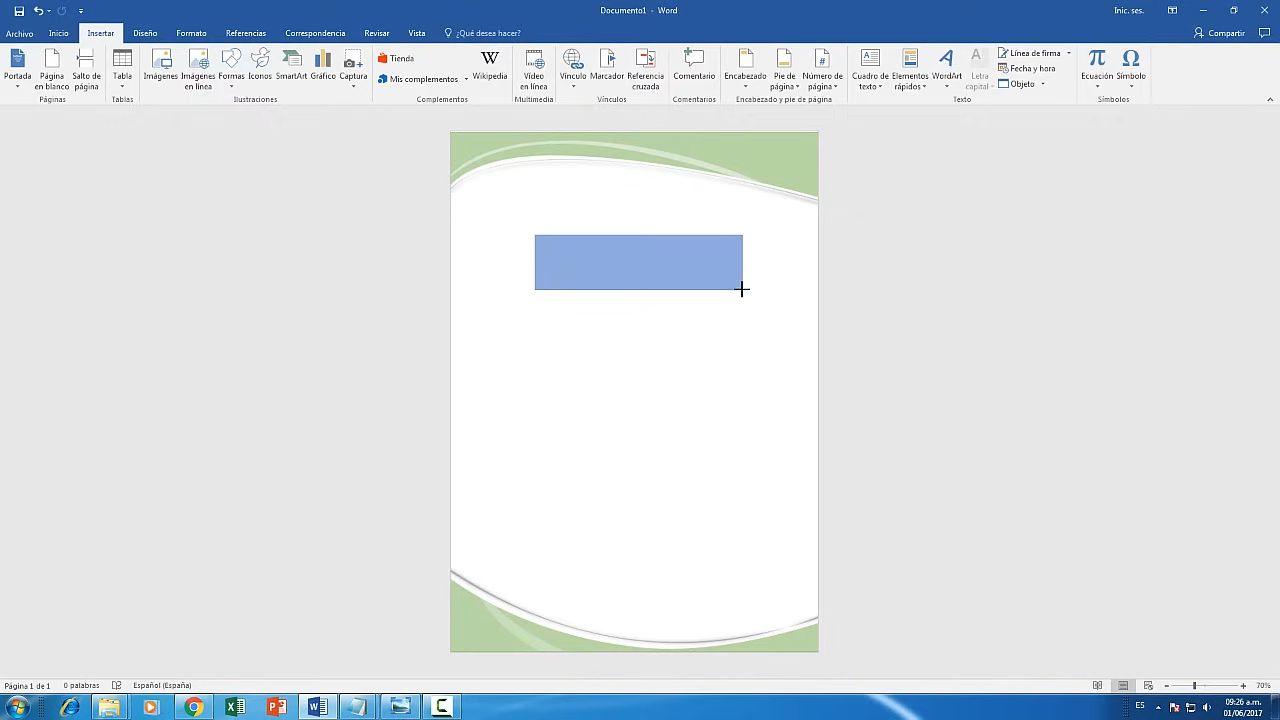 Documento1 - Word
Inic. ses.
Archivo Inicio Insertar Diseño Formato Referencias Correspondencia Revisar Vista ¿Qué desea hacer? Compartir
Portada
Página en blanco
Salto de página
Páginas
Tabla
Tablas
Imágenes
Imágenes en línea
Formas
Iconos
SmartArt
Gráfico
Captura
Ilustraciones
Tienda
Mis complementos
Wikipedia
Complementos
Vídeo en línea
Multimedia
Vínculo
Marcador
Referencia cruzada
Vínculos
Comentario
Comentarios
Encabezado
Pie de página
Número de página
Encabezado y pie de página
Cuadro de texto
Elementos rápidos
WordArt
Letra capital
Línea de firma
Fecha y hora
Objeto
Texto
Ecuación
Símbolo
Símbolos
Página 1 de 1 0 palabras Español (España) 70%
ES 09:26 a.m.
01/06/2017